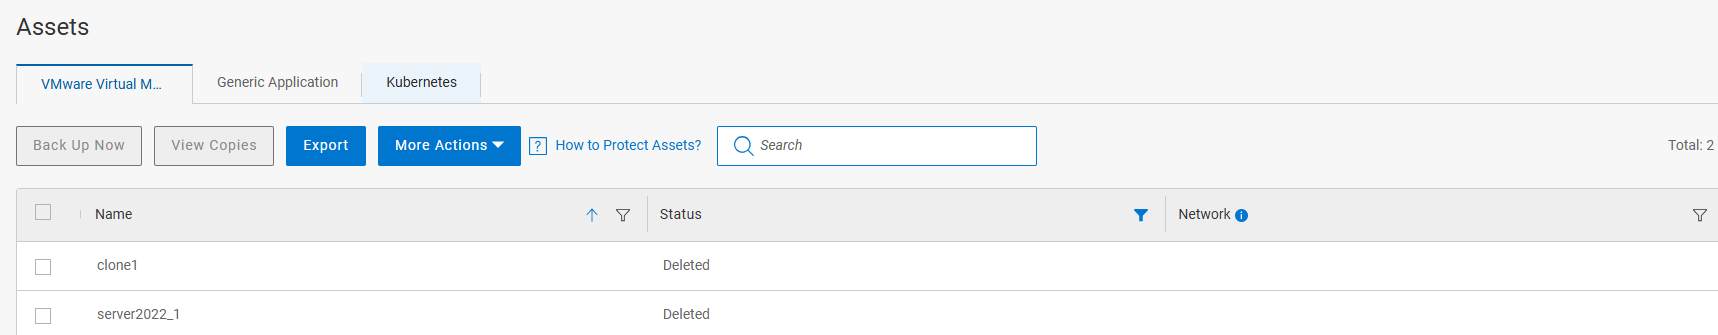 Assets
VMware Virtual M...
Generic Application
Kubernetes
Back Up Now
View Copies
Export
More Actions
? How to Protect Assets?
Search
Total: 2
Name
Status
Network
clone1
Deleted
server2022_1
Deleted